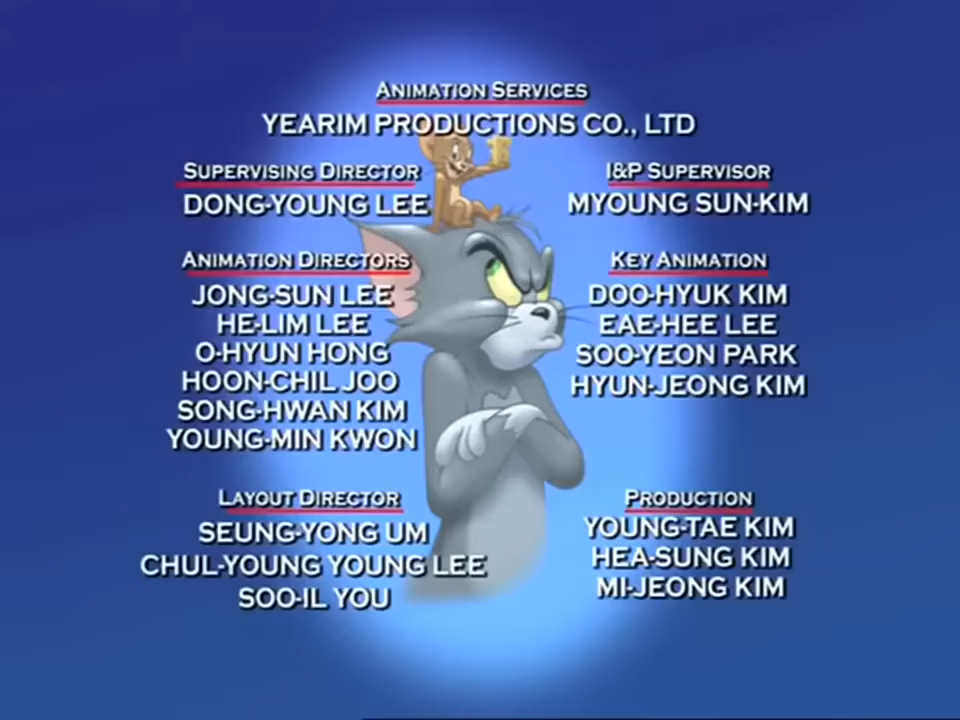 ANIMATION SERVICES
YEARIM PRODUCTIONS CO., LTD
SUPERVISING DIRECTOR
DONG-YOUNG LEE
I&P SUPERVISOR
MYOUNG SUN-KIM
ANIMATION DIRECTORS
JONG-SUN LEE
HE-LIM LEE
O-HYUN HONG
HOON-CHIL JOO
SONG-HWAN KIM
YOUNG-MIN KWON
KEY ANIMATION
DOO-HYUK KIM
EAE-HEE LEE
SOO-YEON PARK
HYUN-JEONG KIM
LAYOUT DIRECTOR
SEUNG-YONG UM
CHUL-YOUNG YOUNG LEE
SOO-IL YOU
PRODUCTION
YOUNG-TAE KIM
HEA-SUNG KIM
MI-JEONG KIM